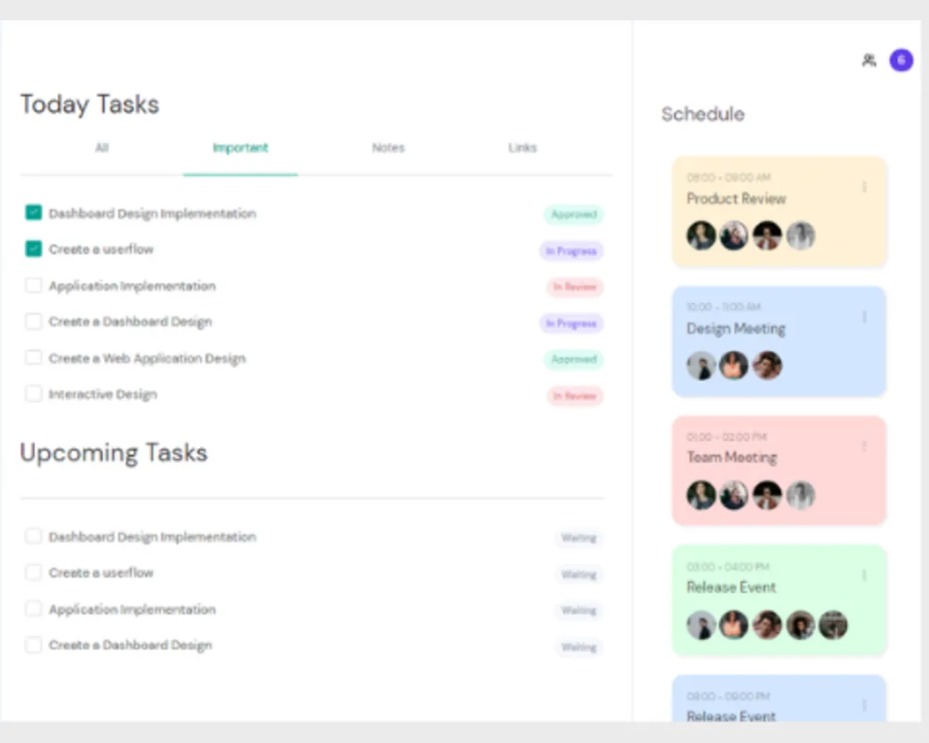 6
Today Tasks
All Important Notes Links
Dashboard Design Implementation Approved
Create a userflow In Progress
Application Implementation In Review
Create a Dashboard Design In Progress
Create a Web Application Design Approved
Interactive Design In Review
Upcoming Tasks
Dashboard Design Implementation Waiting
Create a userflow Waiting
Application Implementation Waiting
Create a Dashboard Design Waiting
Schedule
08:00 - 09:00 AM
Product Review
10:00 - 11:00 AM
Design Meeting
01:00 - 02:00 PM
Team Meeting
03:00 - 04:00 PM
Release Event
08:00 - 09:00 PM
Release Event